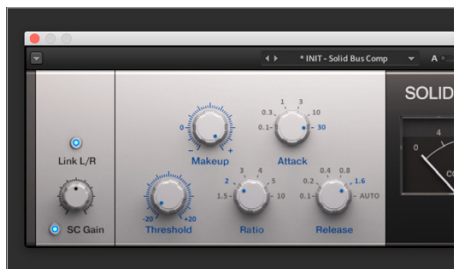 * INIT - Solid Bus Comp
A
SOLID
0.3 1 3 10
0.1 30
0 - +
Makeup Attack
Link L/R
4
0
3 4 0.4 0.8
2 5 0.2 1.6
1.5 10 0.1 AUTO
-20 +20
SC Gain Threshold Ratio Release